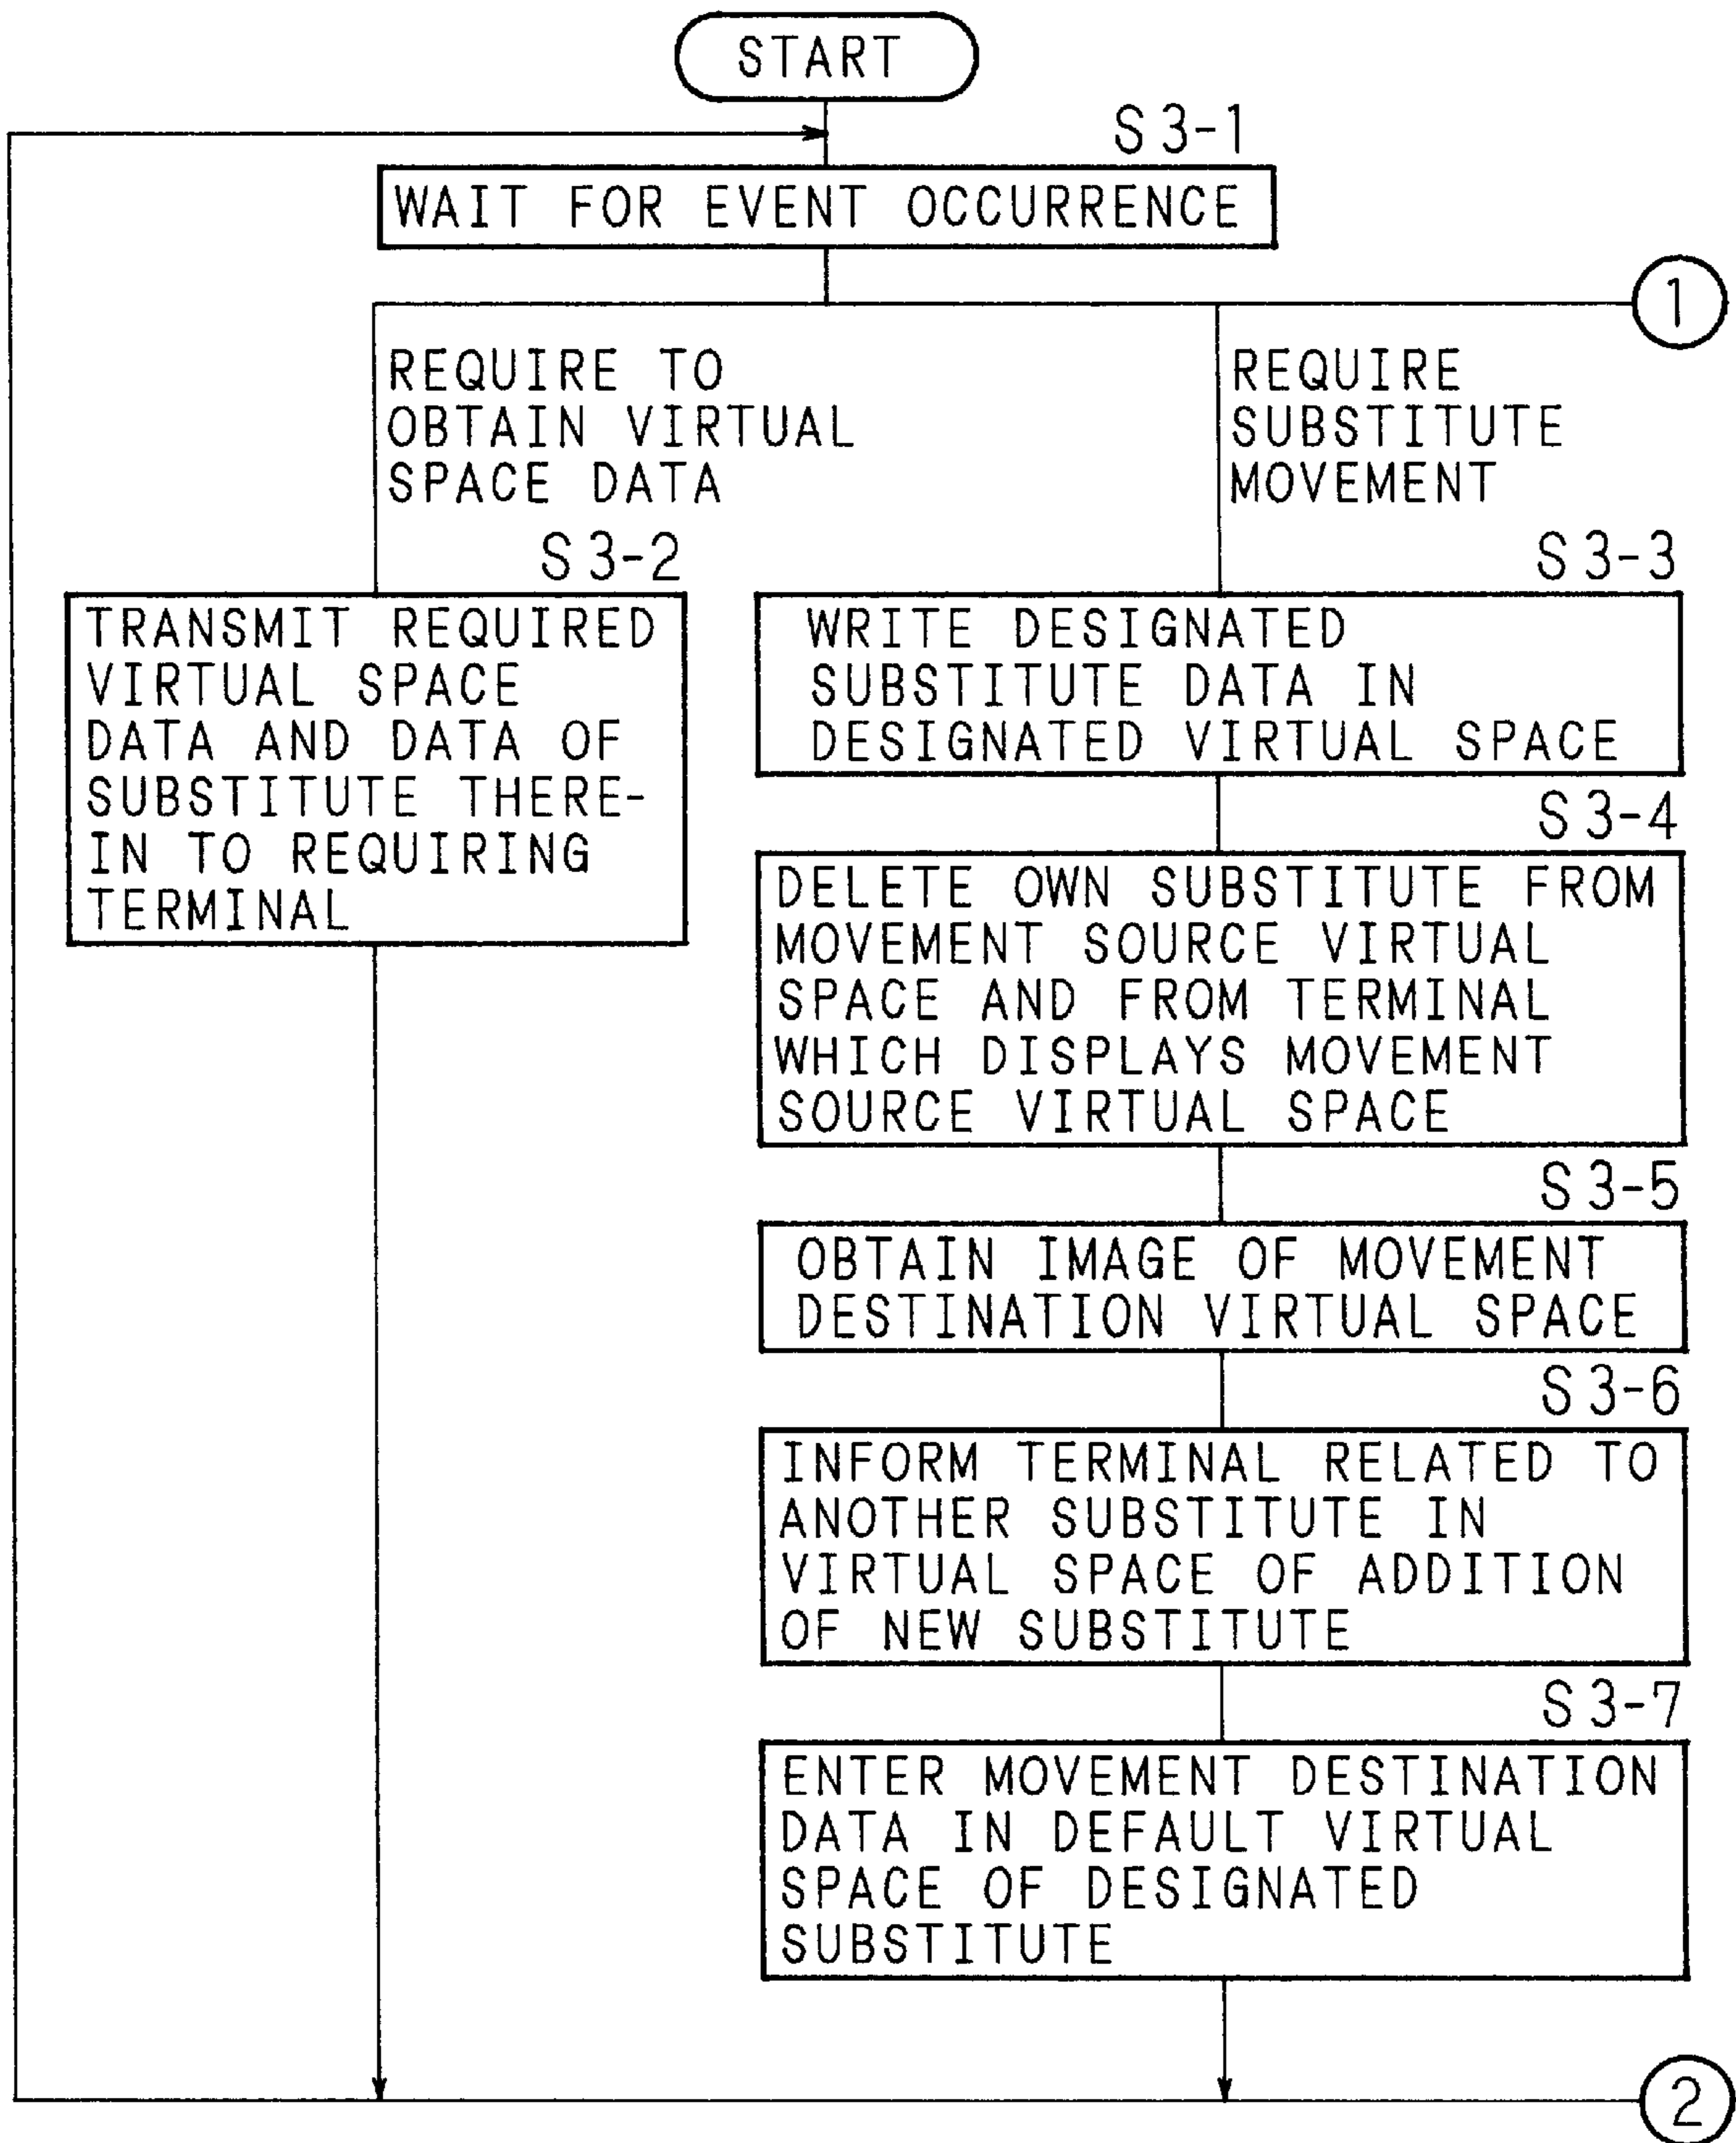 START
S3-1
WAIT FOR EVENT OCCURRENCE
1
REQUIRE TO
OBTAIN VIRTUAL
SPACE DATA
REQUIRE
SUBSTITUTE
MOVEMENT
S3-2
TRANSMIT REQUIRED
VIRTUAL SPACE
DATA AND DATA OF
SUBSTITUTE THERE-
IN TO REQUIRING
TERMINAL
S3-3
WRITE DESIGNATED
SUBSTITUTE DATA IN
DESIGNATED VIRTUAL SPACE
S3-4
DELETE OWN SUBSTITUTE FROM
MOVEMENT SOURCE VIRTUAL
SPACE AND FROM TERMINAL
WHICH DISPLAYS MOVEMENT
SOURCE VIRTUAL SPACE
S3-5
OBTAIN IMAGE OF MOVEMENT
DESTINATION VIRTUAL SPACE
S3-6
INFORM TERMINAL RELATED TO
ANOTHER SUBSTITUTE IN
VIRTUAL SPACE OF ADDITION
OF NEW SUBSTITUTE
S3-7
ENTER MOVEMENT DESTINATION
DATA IN DEFAULT VIRTUAL
SPACE OF DESIGNATED
SUBSTITUTE
2